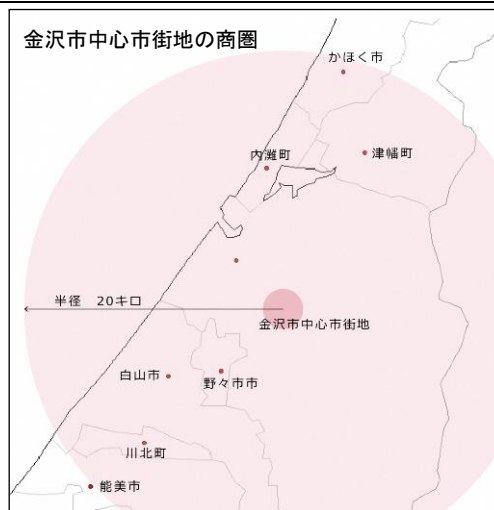 金沢市中心市街地の商圏
かほく市
内灘町
津幡町
半径 20キロ
金沢市中心市街地
白山市
野々市市
川北町
能美市